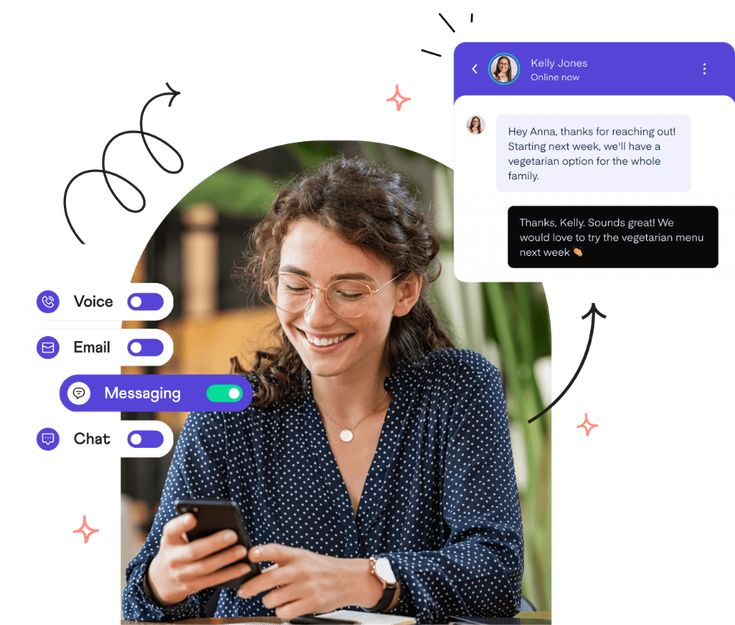 Kelly Jones
Online now
Hey Anna, thanks for reaching out!
Starting next week, we'll have a
vegetarian option for the whole
family.
Thanks, Kelly. Sounds great! We
would love to try the vegetarian menu
next week 👏
Voice
Email
Messaging
Chat